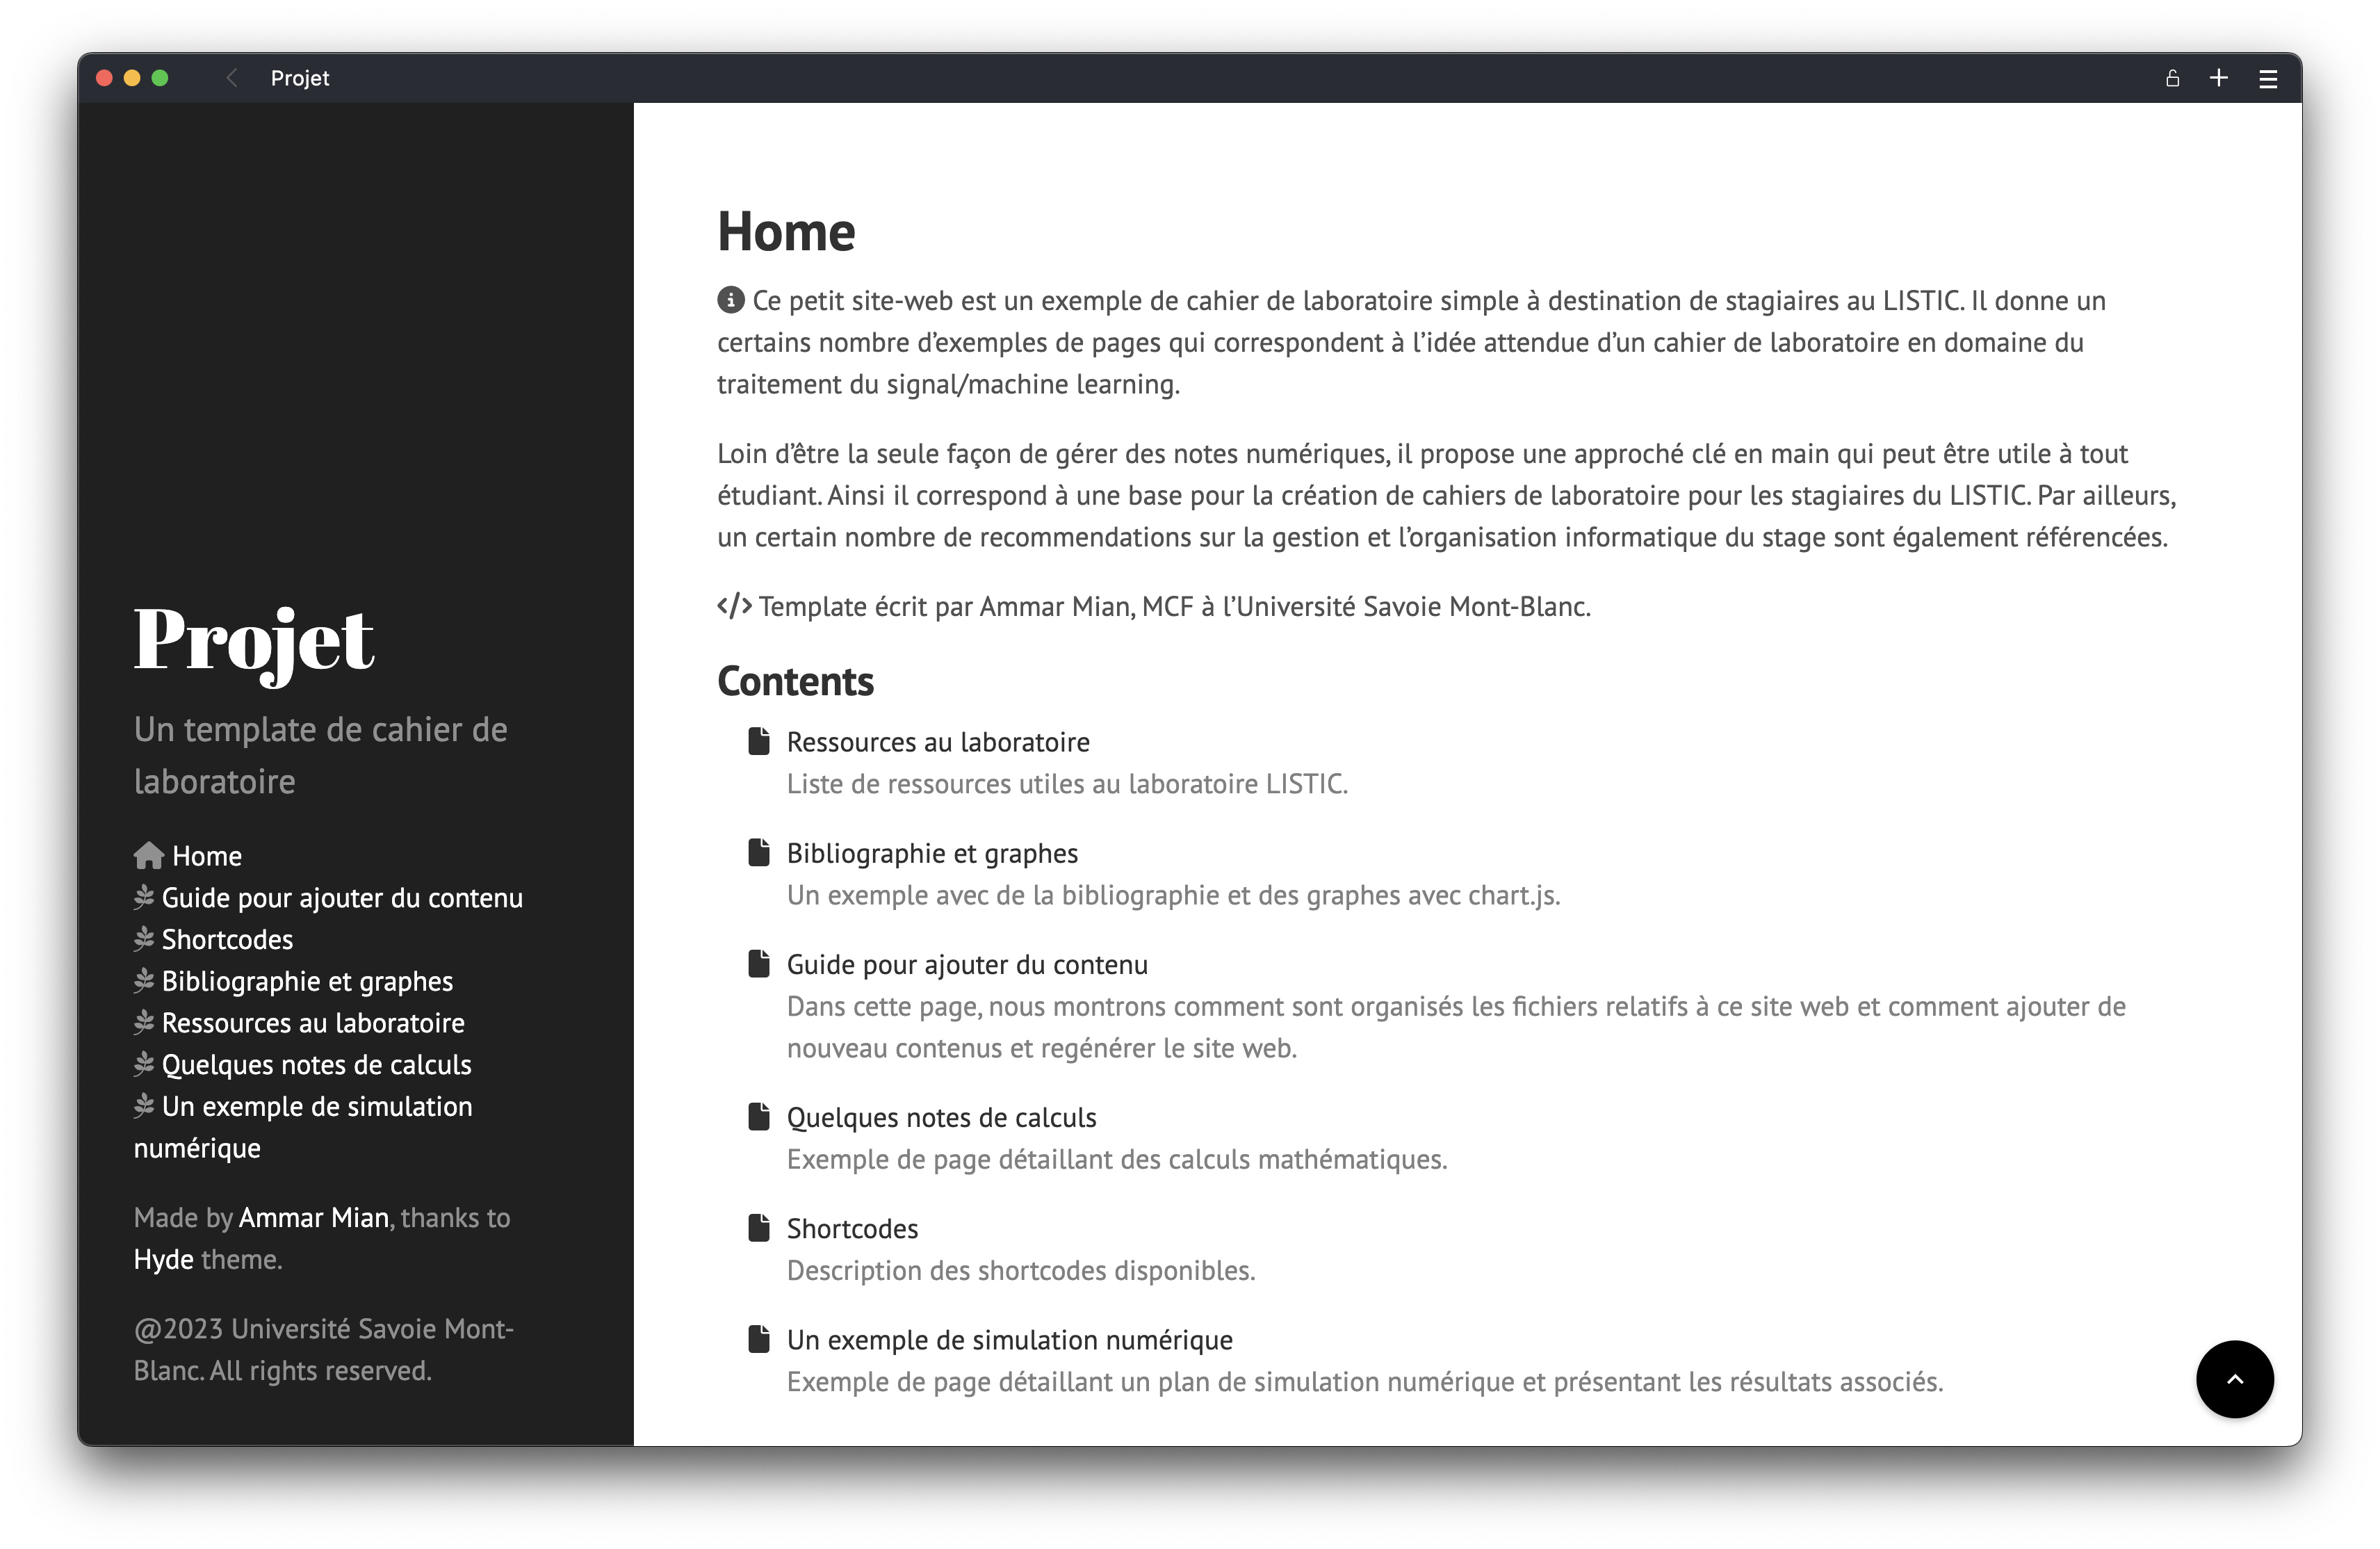 Projet
Projet
Un template de cahier de
laboratoire
Home
Guide pour ajouter du contenu
Shortcodes
Bibliographie et graphes
Ressources au laboratoire
Quelques notes de calculs
Un exemple de simulation
numérique
Made by Ammar Mian, thanks to
Hyde theme.
@2023 Université Savoie Mont-
Blanc. All rights reserved.
Home
Ce petit site-web est un exemple de cahier de laboratoire simple à destination de stagiaires au LISTIC. Il donne un
certains nombre d’exemples de pages qui correspondent à l’idée attendue d’un cahier de laboratoire en domaine du
traitement du signal/machine learning.
Loin d’être la seule façon de gérer des notes numériques, il propose une approché clé en main qui peut être utile à tout
étudiant. Ainsi il correspond à une base pour la création de cahiers de laboratoire pour les stagiaires du LISTIC. Par ailleurs,
un certain nombre de recommendations sur la gestion et l’organisation informatique du stage sont également référencées.
Template écrit par Ammar Mian, MCF à l’Université Savoie Mont-Blanc.
Contents
Ressources au laboratoire
Liste de ressources utiles au laboratoire LISTIC.
Bibliographie et graphes
Un exemple avec de la bibliographie et des graphes avec chart.js.
Guide pour ajouter du contenu
Dans cette page, nous montrons comment sont organisés les fichiers relatifs à ce site web et comment ajouter de
nouveau contenus et regénérer le site web.
Quelques notes de calculs
Exemple de page détaillant des calculs mathématiques.
Shortcodes
Description des shortcodes disponibles.
Un exemple de simulation numérique
Exemple de page détaillant un plan de simulation numérique et présentant les résultats associés.